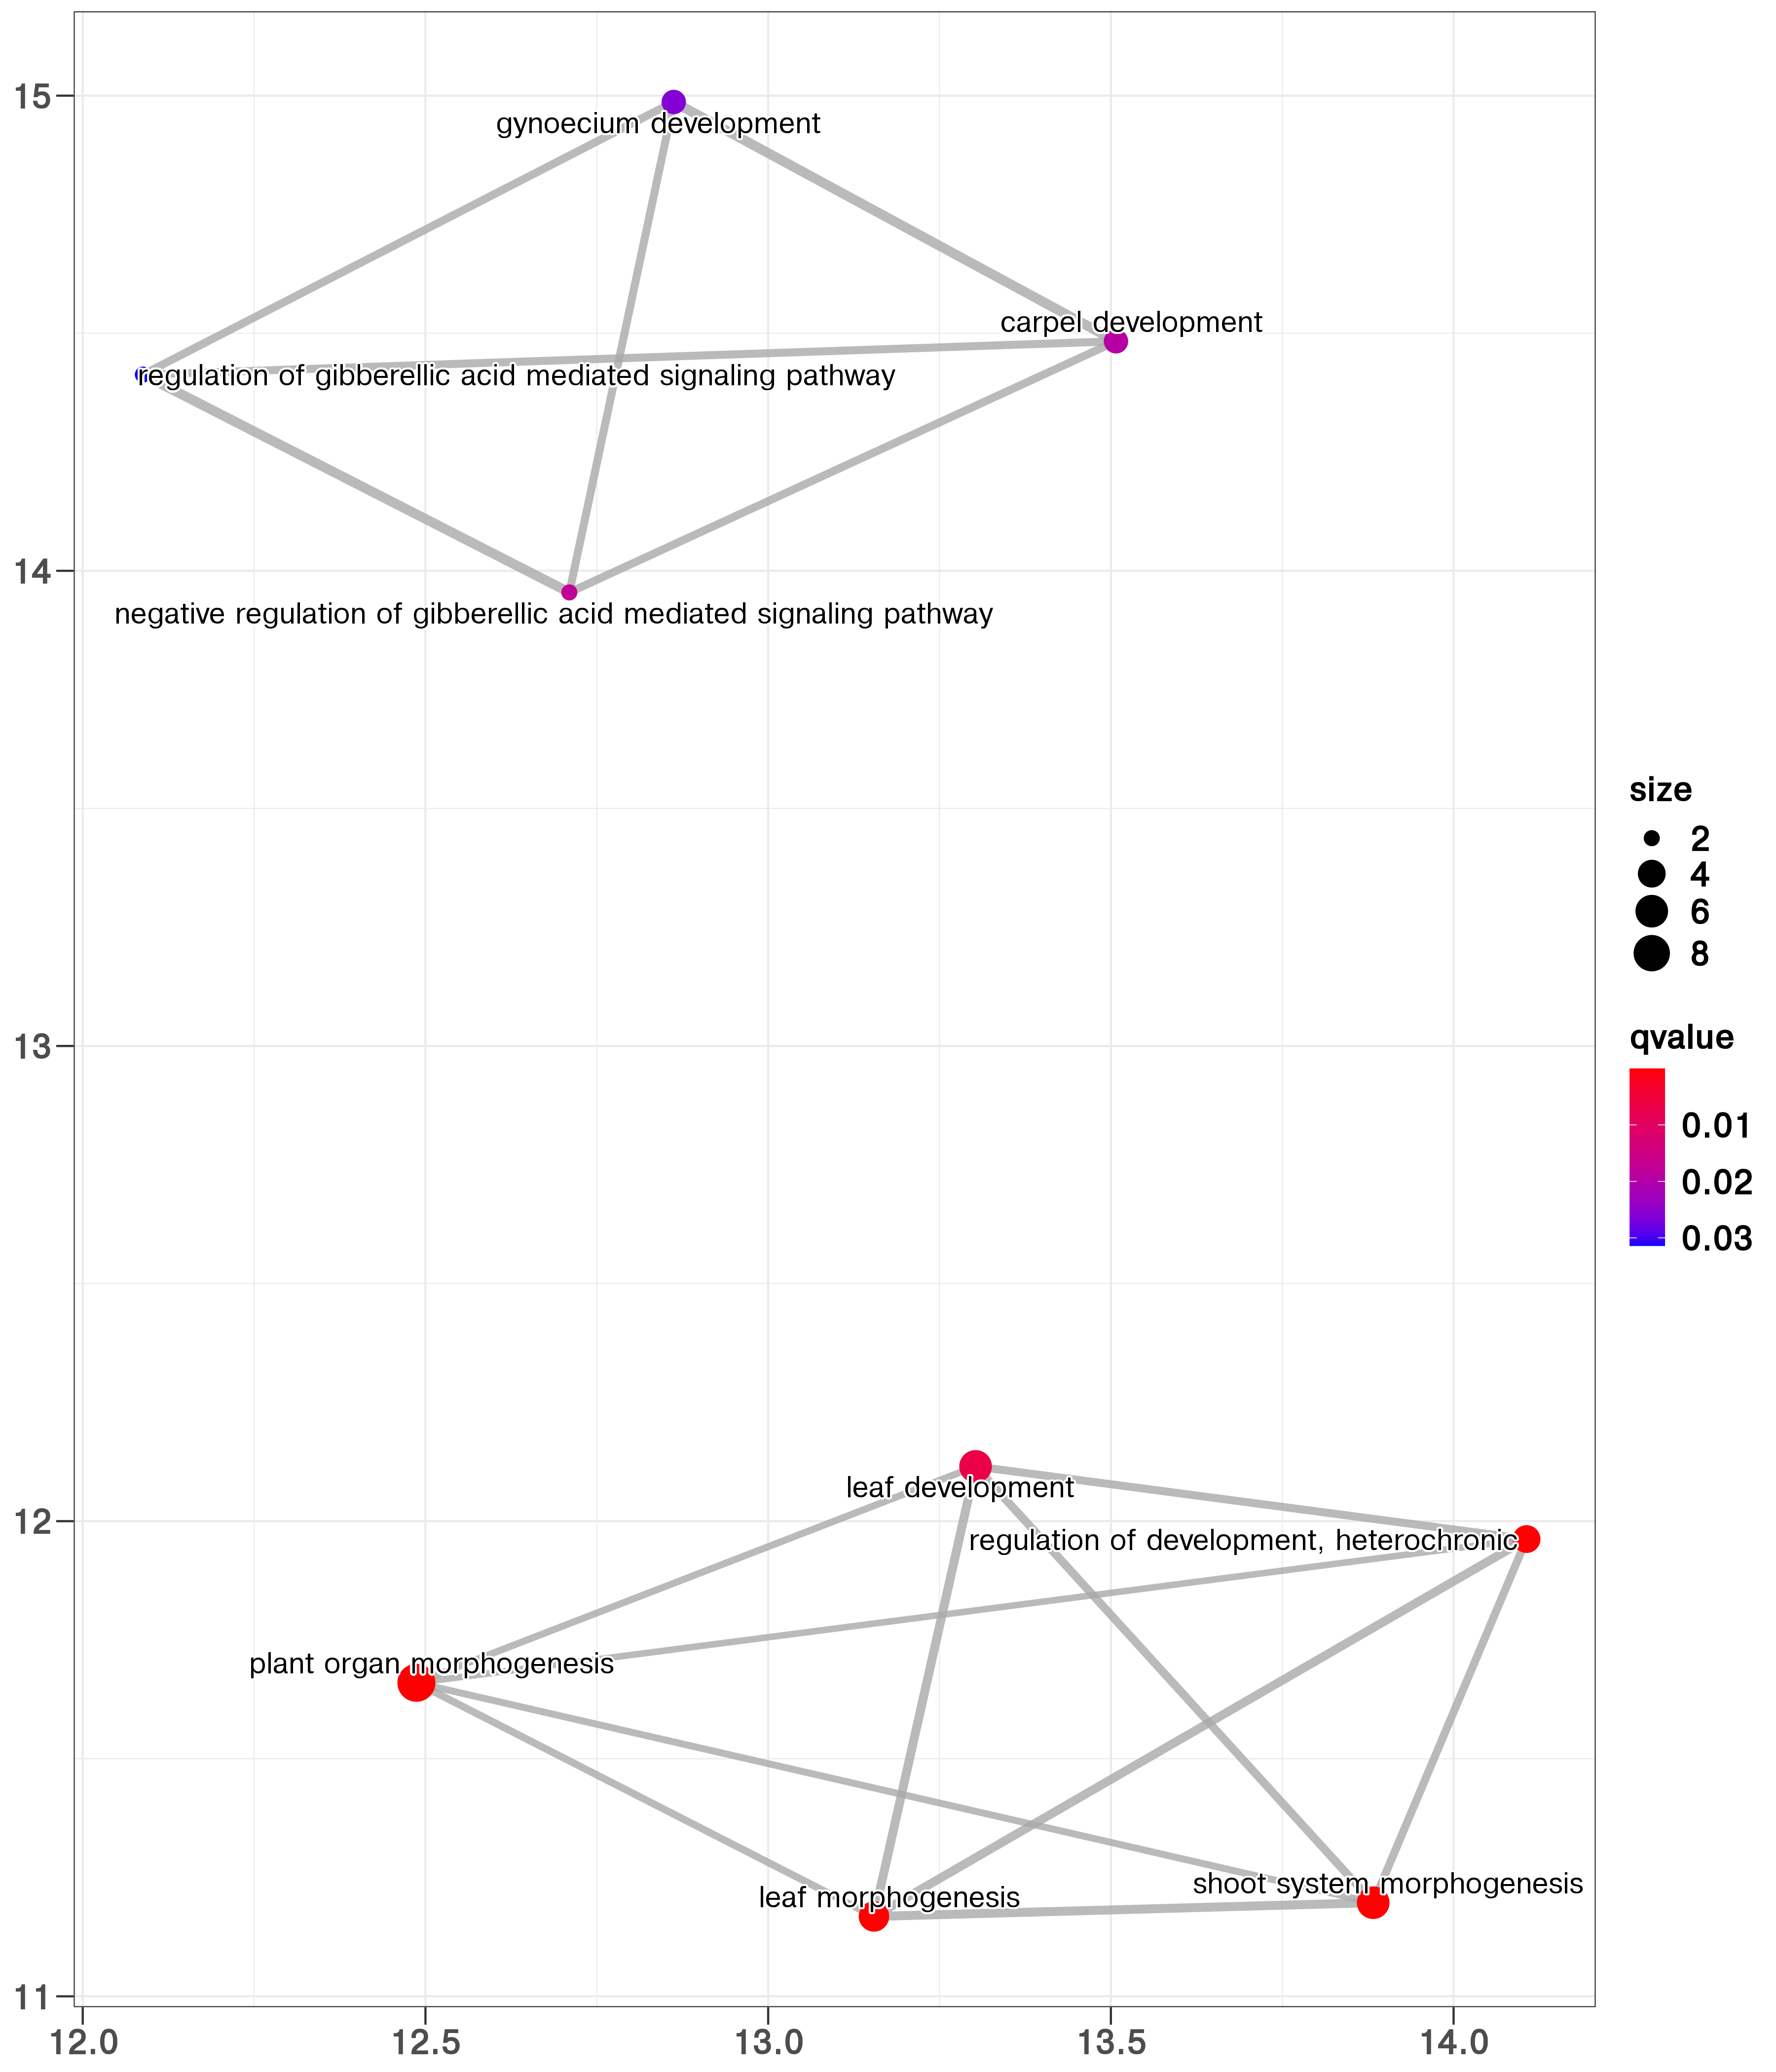 15
gynoecium development
carpel development
regulation of gibberellic acid mediated signaling pathway
14
negative regulation of gibberellic acid mediated signaling pathway
13
12
leaf development
regulation of development, heterochronic
plant organ morphogenesis
shoot system morphogenesis
leaf morphogenesis
11
12.0 12.5 13.0 13.5 14.0
size
2
4
6
8
qvalue
0.01
0.02
0.03